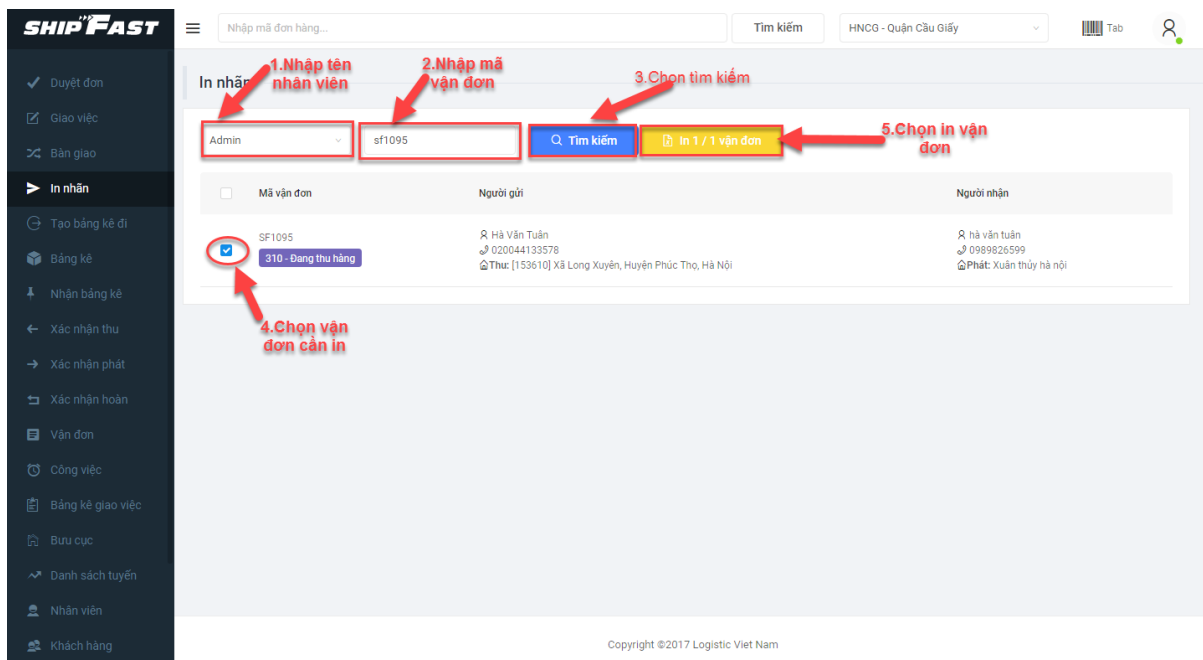 SHIP FAST
Nhập mã đơn hàng...
Tìm kiếm
HNCG - Quận Cầu Giấy
Tab
Duyệt đơn
Giao việc
Bàn giao
In nhãn
Tạo bảng kê đi
Bảng kê
Nhận bảng kê
Xác nhận thu
Xác nhận phát
Xác nhận hoàn
Vận đơn
Công việc
Bảng kê giao việc
Bưu cục
Danh sách tuyến
Nhân viên
Khách hàng
In nhãn
1.Nhập tên
nhân viên
2.Nhập mã
vận đơn
3.Chọn tìm kiếm
Admin
sf1095
Tìm kiếm
In 1 / 1 vận đơn
5.Chọn in vận
đơn
Mã vận đơn
Người gửi
Người nhận
SF1095
310 - Đang thu hàng
Hà Văn Tuân
020044133578
Thu: [153610] Xã Long Xuyên, Huyện Phúc Thọ, Hà Nội
hà văn tuân
0989826599
Phát: Xuân thủy hà nội
4.Chọn vận
đơn cần in
Copyright ©2017 Logistic Viet Nam